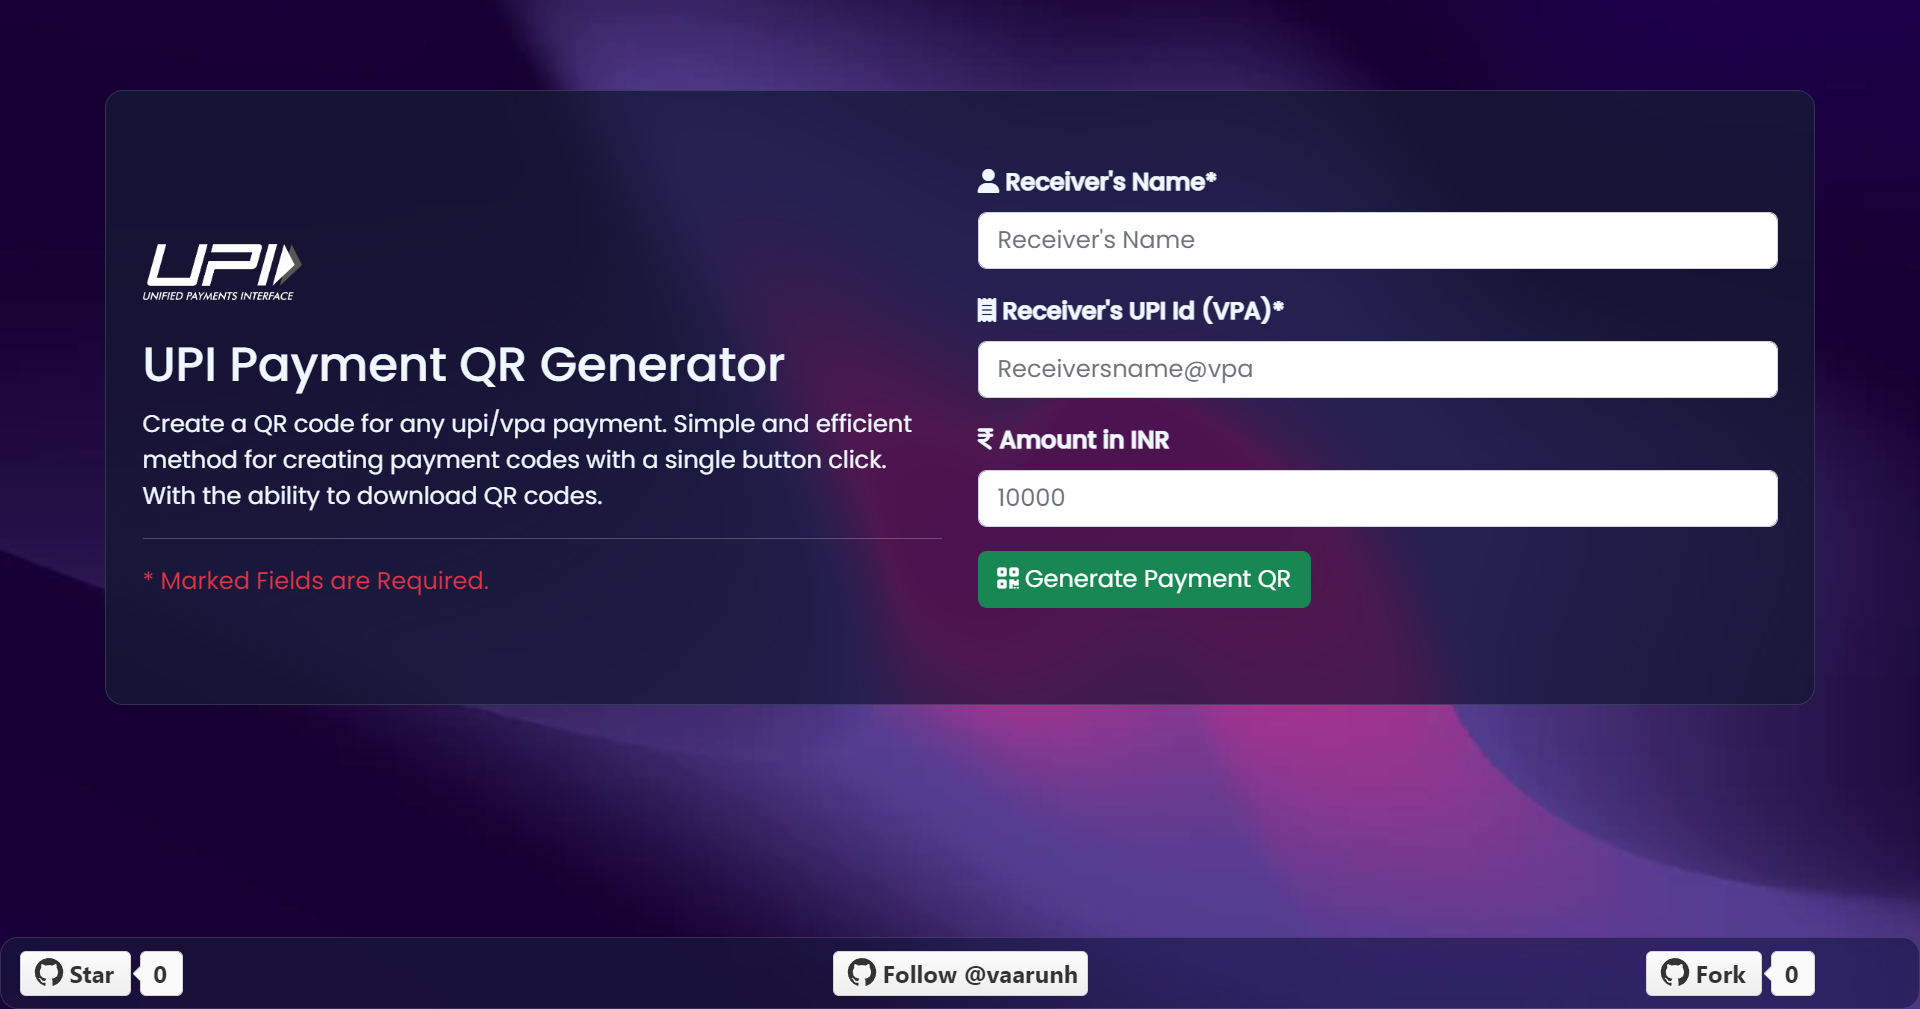 UPI
UNIFIED PAYMENTS INTERFACE
UPI Payment QR Generator
Create a QR code for any upi/vpa payment. Simple and efficient
method for creating payment codes with a single button click.
With the ability to download QR codes.
* Marked Fields are Required.
Receiver's Name*
Receiver's Name
Receiver's UPI Id (VPA)*
Receiversname@vpa
₹ Amount in INR
10000
Generate Payment QR
Star 0
Follow @vaarunh
Fork 0